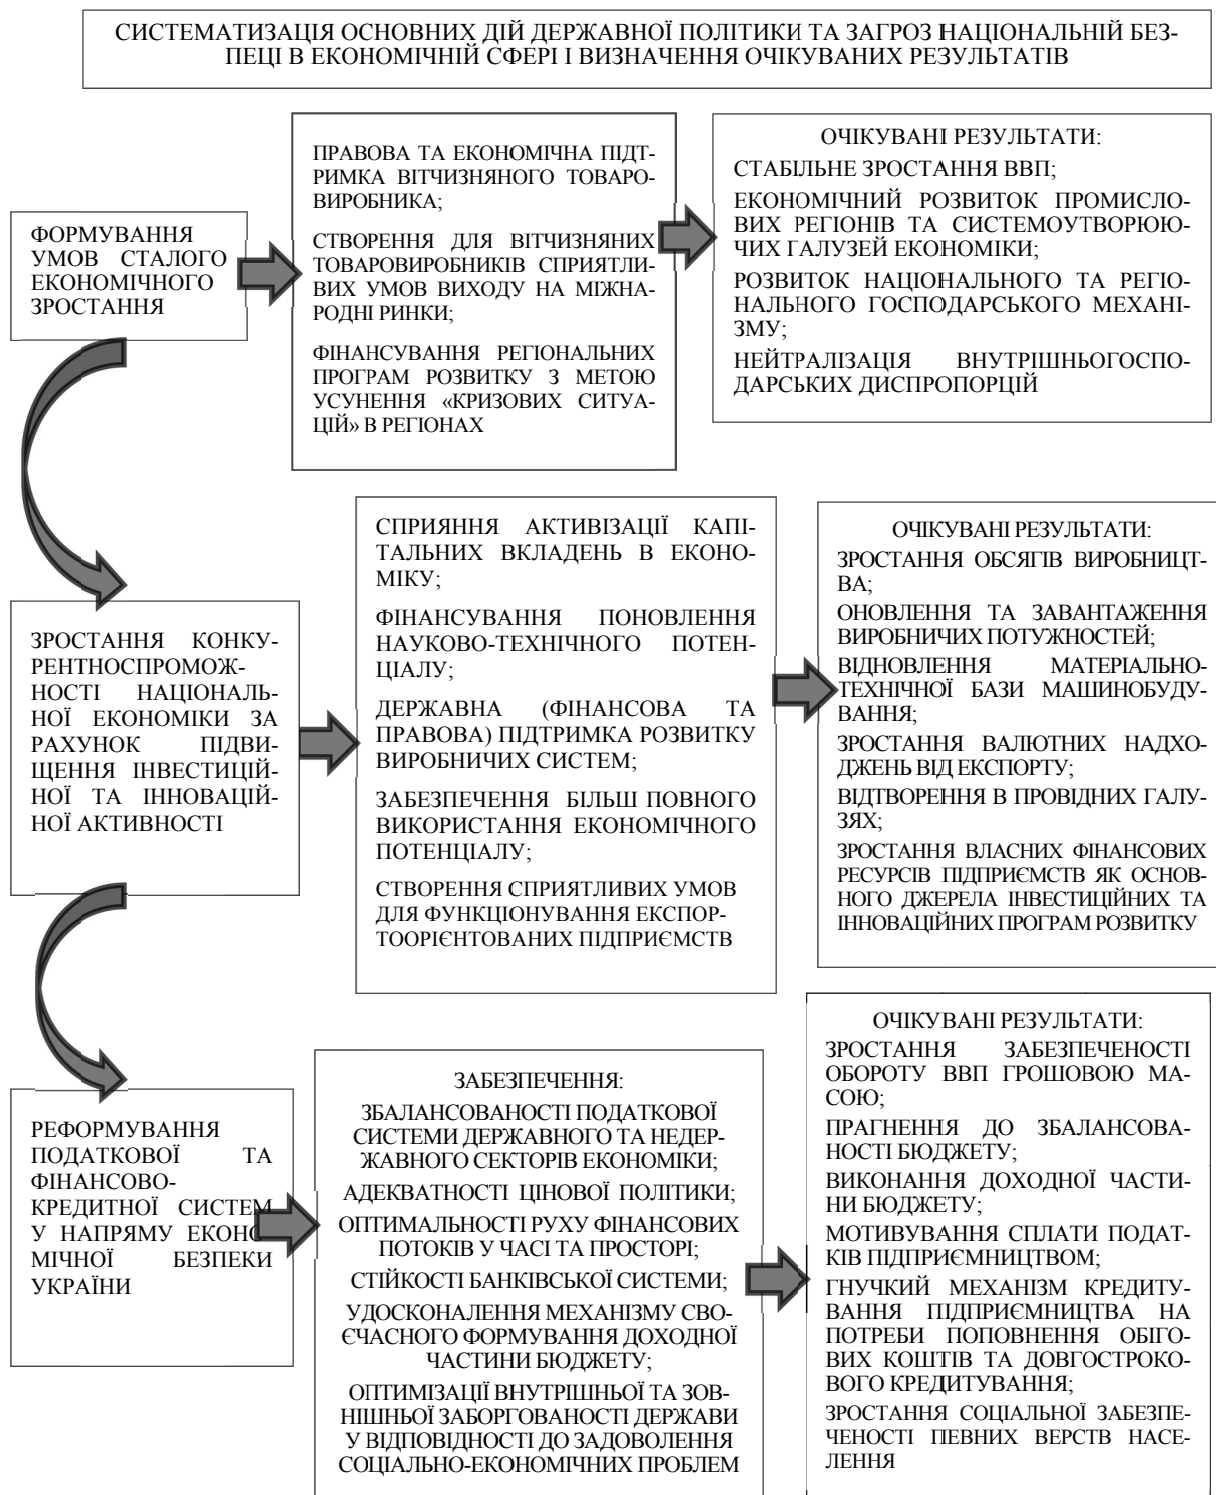 СИСТЕМАТИЗАЦІЯ ОСНОВНИХ ДІЙ ДЕРЖАВНОЇ ПОЛІТИКИ ТА ЗАГРОЗ НАЦІОНАЛЬНІЙ БЕЗ-
ПЕЦІ В ЕКОНОМІЧНІЙ СФЕРІ І ВИЗНАЧЕННЯ ОЧІКУВАНИХ РЕЗУЛЬТАТІВ
ФОРМУВАННЯ
УМОВ СТАЛОГО
ЕКОНОМІЧНОГО
ЗРОСТАННЯ
ПРАВОВА ТА ЕКОНОМІЧНА ПІДТ-
РИМКА ВІТЧИЗНЯНОГО ТОВАРО-
ВИРОБНИКА;
СТВОРЕННЯ ДЛЯ ВІТЧИЗНЯНИХ
ТОВАРОВИРОБНИКІВ СПРИЯТЛИ-
ВИХ УМОВ ВИХОДУ НА МІЖНА-
РОДНІ РИНКИ;
ФІНАНСУВАННЯ РЕГІОНАЛЬНИХ
ПРОГРАМ РОЗВИТКУ З МЕТОЮ
УСУНЕННЯ «КРИЗОВИХ СИТУА-
ЦІЙ» В РЕГІОНАХ
ОЧІКУВАНІ РЕЗУЛЬТАТИ:
СТАБІЛЬНЕ ЗРОСТАННЯ ВВП;
ЕКОНОМІЧНИЙ РОЗВИТОК ПРОМИСЛО-
ВИХ РЕГІОНІВ ТА СИСТЕМОУТВОРЮЮ-
ЧИХ ГАЛУЗЕЙ ЕКОНОМІКИ;
РОЗВИТОК НАЦІОНАЛЬНОГО ТА РЕГІО-
НАЛЬНОГО ГОСПОДАРСЬКОГО МЕХАНІ-
ЗМУ;
НЕЙТРАЛІЗАЦІЯ ВНУТРІШНЬОГОСПО-
ДАРСЬКИХ ДИСПРОПОРЦІЙ
ЗРОСТАННЯ КОНКУ-
РЕНТНОСПРОМОЖ-
НОСТІ НАЦІОНАЛЬ-
НОЇ ЕКОНОМІКИ ЗА
РАХУНОК ПІДВИ-
ЩЕННЯ ІНВЕСТИЦІЙ-
НОЇ ТА ІННОВАЦІЙ-
НОЇ АКТИВНОСТІ
СПРИЯННЯ АКТИВІЗАЦІЇ КАПІ-
ТАЛЬНИХ ВКЛАДЕНЬ В ЕКОНО-
МІКУ;
ФІНАНСУВАННЯ ПОНОВЛЕННЯ
НАУКОВО-ТЕХНІЧНОГО ПОТЕН-
ЦІАЛУ;
ДЕРЖАВНА (ФІНАНСОВА ТА
ПРАВОВА) ПІДТРИМКА РОЗВИТКУ
ВИРОБНИЧИХ СИСТЕМ;
ЗАБЕЗПЕЧЕННЯ БІЛЬШ ПОВНОГО
ВИКОРИСТАННЯ ЕКОНОМІЧНОГО
ПОТЕНЦІАЛУ;
СТВОРЕННЯ СПРИЯТЛИВИХ УМОВ
ДЛЯ ФУНКЦІОНУВАННЯ ЕКСПОР-
ТООРІЄНТОВАНИХ ПІДПРИЄМСТВ
ОЧІКУВАНІ РЕЗУЛЬТАТИ:
ЗРОСТАННЯ ОБСЯГІВ ВИРОБНИЦТ-
ВА;
ОНОВЛЕННЯ ТА ЗАВАНТАЖЕННЯ
ВИРОБНИЧИХ ПОТУЖНОСТЕЙ;
ВІДНОВЛЕННЯ МАТЕРІАЛЬНО-
ТЕХНІЧНОЇ БАЗИ МАШИНОБУДУ-
ВАННЯ;
ЗРОСТАННЯ ВАЛЮТНИХ НАДХО-
ДЖЕНЬ ВІД ЕКСПОРТУ;
ВІДТВОРЕННЯ В ПРОВІДНИХ ГАЛУ-
ЗЯХ;
ЗРОСТАННЯ ВЛАСНИХ ФІНАНСОВИХ
РЕСУРСІВ ПІДПРИЄМСТВ ЯК ОСНОВ-
НОГО ДЖЕРЕЛА ІНВЕСТИЦІЙНИХ ТА
ІННОВАЦІЙНИХ ПРОГРАМ РОЗВИТКУ
РЕФОРМУВАННЯ
ПОДАТКОВОЇ ТА
ФІНАНСОВО-
КРЕДИТНОЇ СИСТЕМ
У НАПРЯМУ ЕКОНО-
МІЧНОЇ БЕЗПЕКИ
УКРАЇНИ
ЗАБЕЗПЕЧЕННЯ:
ЗБАЛАНСОВАНОСТІ ПОДАТКОВОЇ
СИСТЕМИ ДЕРЖАВНОГО ТА НЕДЕР-
ЖАВНОГО СЕКТОРІВ ЕКОНОМІКИ;
АДЕКВАТНОСТІ ЦІНОВОЇ ПОЛІТИКИ;
ОПТИМАЛЬНОСТІ РУХУ ФІНАНСОВИХ
ПОТОКІВ У ЧАСІ ТА ПРОСТОРІ;
СТІЙКОСТІ БАНКІВСЬКОЇ СИСТЕМИ;
УДОСКОНАЛЕННЯ МЕХАНІЗМУ СВО-
ЄЧАСНОГО ФОРМУВАННЯ ДОХОДНОЇ
ЧАСТИНИ БЮДЖЕТУ;
ОПТИМІЗАЦІЇ ВНУТРІШНЬОЇ ТА ЗОВ-
НІШНЬОЇ ЗАБОРГОВАНОСТІ ДЕРЖАВИ
У ВІДПОВІДНОСТІ ДО ЗАДОВОЛЕННЯ
СОЦІАЛЬНО-ЕКОНОМІЧНИХ ПРОБЛЕМ
ОЧІКУВАНІ РЕЗУЛЬТАТИ:
ЗРОСТАННЯ ЗАБЕЗПЕЧЕНОСТІ
ОБОРОТУ ВВП ГРОШОВОЮ МА-
СОЮ;
ПРАГНЕННЯ ДО ЗБАЛАНСОВА-
НОСТІ БЮДЖЕТУ;
ВИКОНАННЯ ДОХОДНОЇ ЧАСТИ-
НИ БЮДЖЕТУ;
МОТИВУВАННЯ СПЛАТИ ПОДАТ-
КІВ ПІДПРИЄМНИЦТВОМ;
ГНУЧКИЙ МЕХАНІЗМ КРЕДИТУ-
ВАННЯ ПІДПРИЄМНИЦТВА НА
ПОТРЕБИ ПОПОВНЕННЯ ОБІГО-
ВИХ КОШТІВ ТА ДОВГОСТРОКО-
ВОГО КРЕДИТУВАННЯ;
ЗРОСТАННЯ СОЦІАЛЬНОЇ ЗАБЕЗПЕ-
ЧЕНОСТІ ПЕВНИХ ВЕРСТВ НАСЕ-
ЛЕННЯ